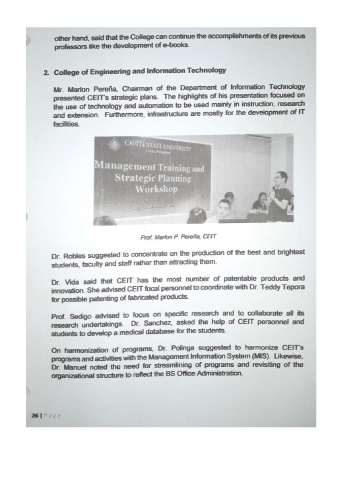 other hand, said that the College can continue the accomplishments of its previous
professors like the development of e-books.
2. College of Engineering and Information Technology
Mr. Marlon Pereña, Chairman of the Department of Information Technology
presented CEIT's strategic plans. The highlights of his presentation focused on
the use of technology and automation to be used mainly in instruction, research
and extension. Furthermore, infrastructure are mostly for the development of IT
facilities.
CAVITE STATE UNIVERSITY
Management Training and
Strategic Planning
Workshop
Prof. Marlon P. Pereña, CEIT
Dr. Robles suggested to concentrate on the production of the best and brightest
students, faculty and staff rather than attracting them.
Dr. Vida said that CEIT has the most number of patentable products and
innovation. She advised CEIT focal personnel to coordinate with Dr. Teddy Tepora
for possible patenting of fabricated products.
Prof. Sedigo advised to focus on specific research and to collaborate all its
research undertakings. Dr. Sanchez, asked the help of CEIT personnel and
students to develop a medical database for the students.
On harmonization of programs, Dr. Polinga suggested to harmonize CEIT's
programs and activities with the Management Information System (MIS). Likewise,
Dr. Manuel noted the need for streamlining of programs and revisiting of the
organizational structure to reflect the BS Office Administration.
26 | Page